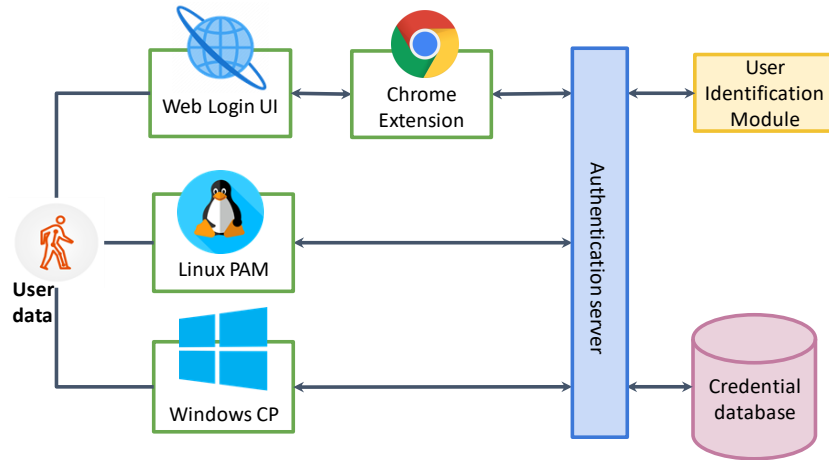 Web Login UI
Chrome
Extension
User
Identification
Module
Authentication server
Linux PAM
User
data
Windows CP
Credential
database